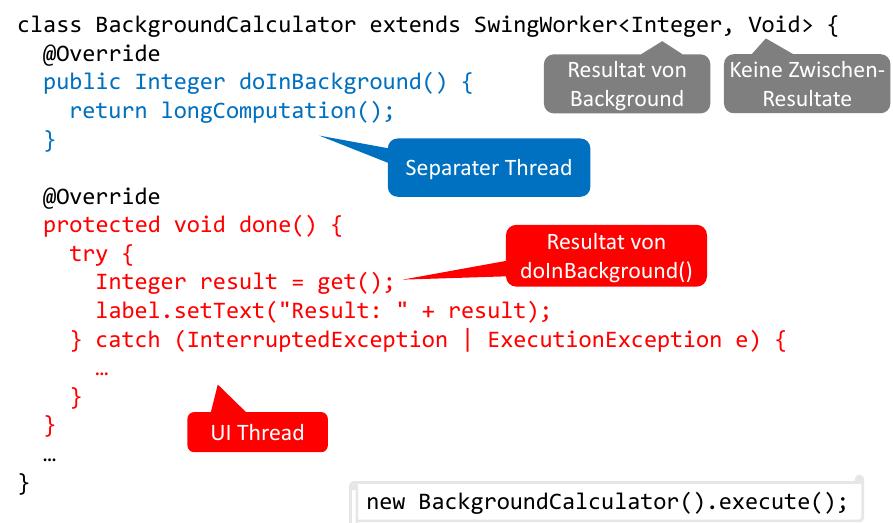 class BackgroundCalculator extends SwingWorker<Integer, Void> {
@Override
Resultat von
Background
Keine Zwischen-
Resultate
public Integer doInBackground() {
return longComputation();
}
Separater Thread
@Override
protected void done() {
try {
Resultat von
doInBackground()
Integer result = get();
label.setText("Result: " + result);
} catch (InterruptedException | ExecutionException e) {
…
}
UI Thread
}
…
}
new BackgroundCalculator().execute();